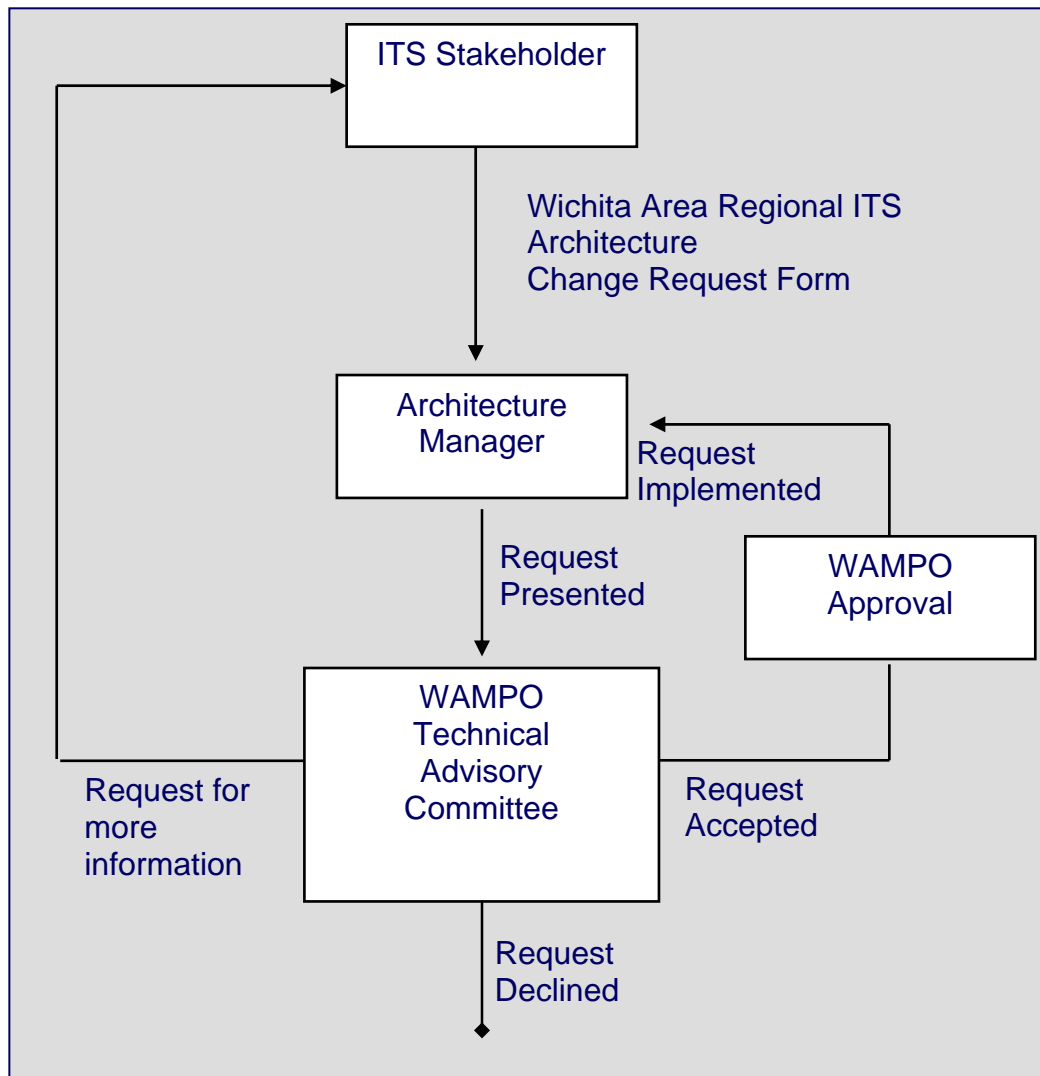 ITS Stakeholder
Wichita Area Regional ITS
Architecture
Change Request Form
Architecture
Manager
Request
Implemented
Request
Presented
WAMPO
Approval
WAMPO
Technical
Advisory
Committee
Request for
more
information
Request
Accepted
Request
Declined